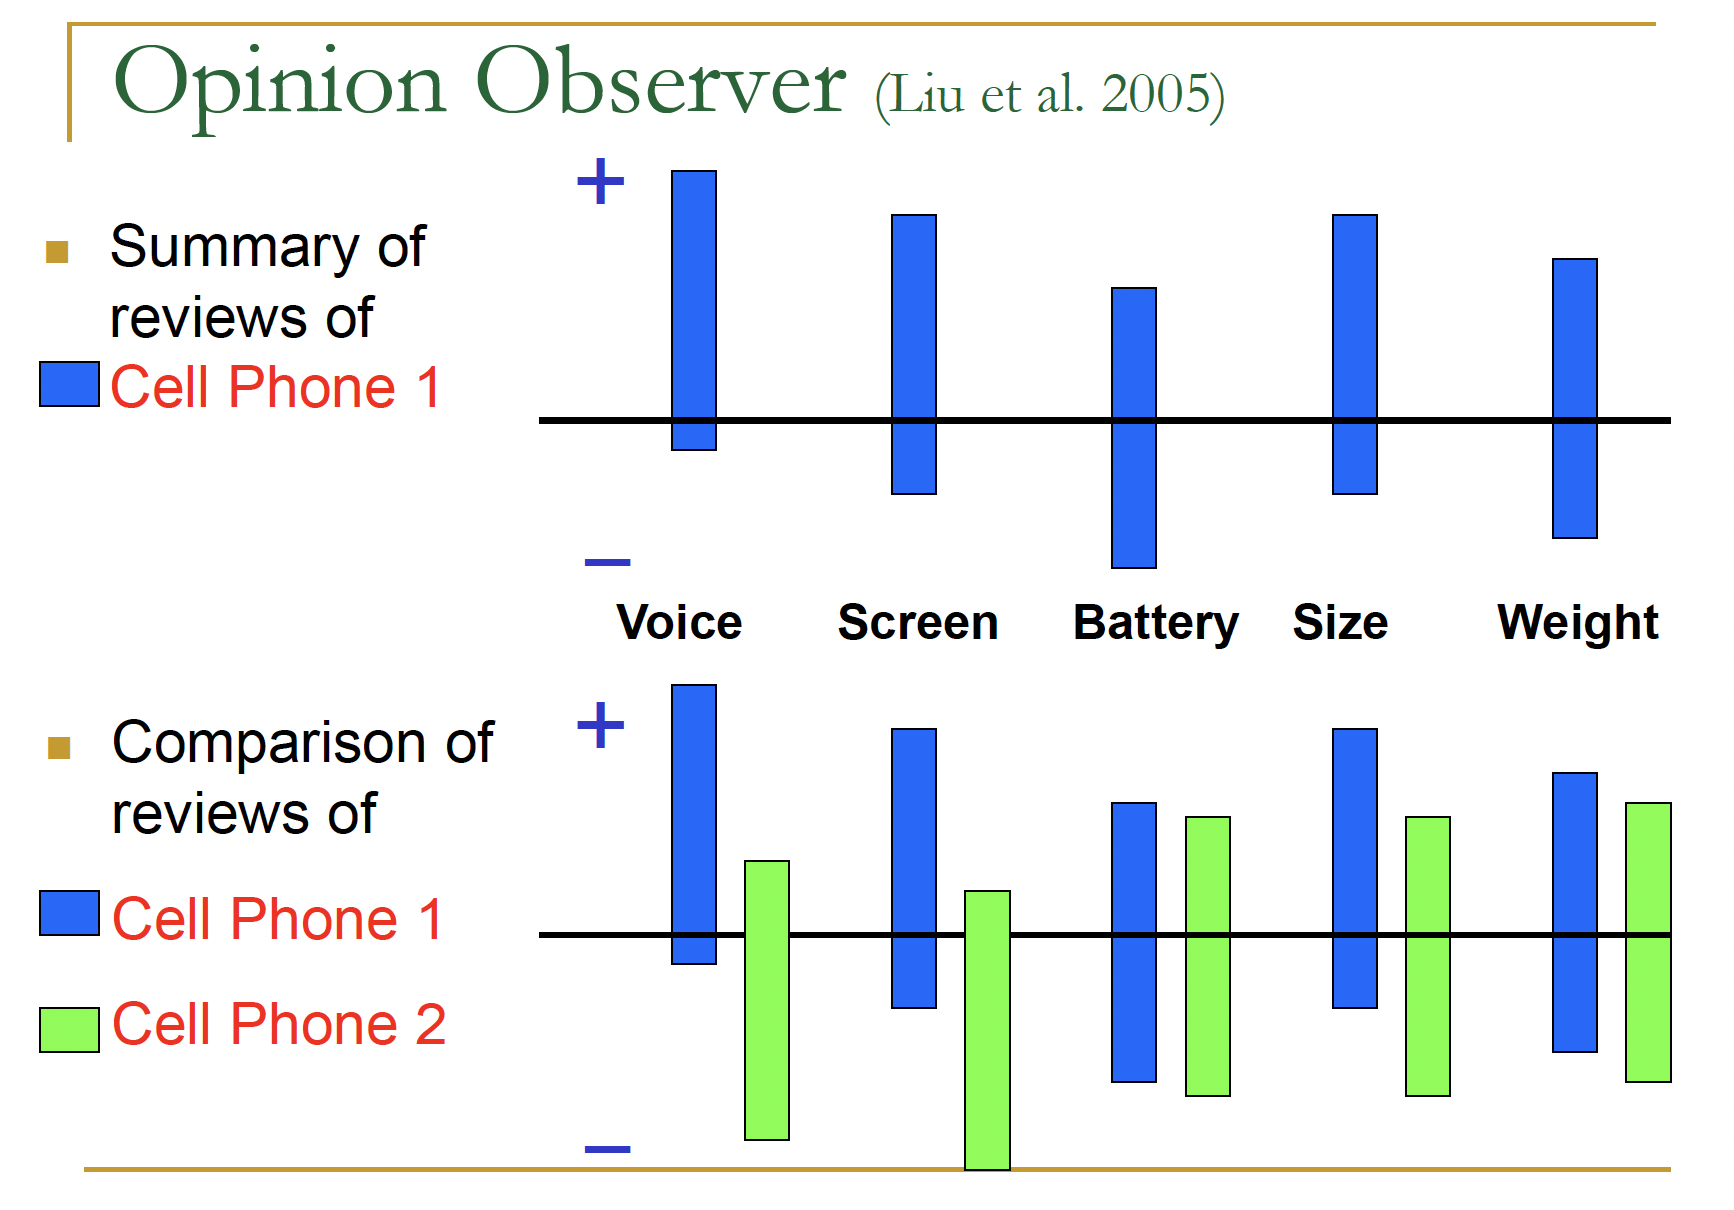 Opinion Observer (Liu et al. 2005)
+
Summary of
reviews of
Cell Phone 1
–
Voice Screen Battery Size Weight
+
Comparison of
reviews of
Cell Phone 1
Cell Phone 2
–